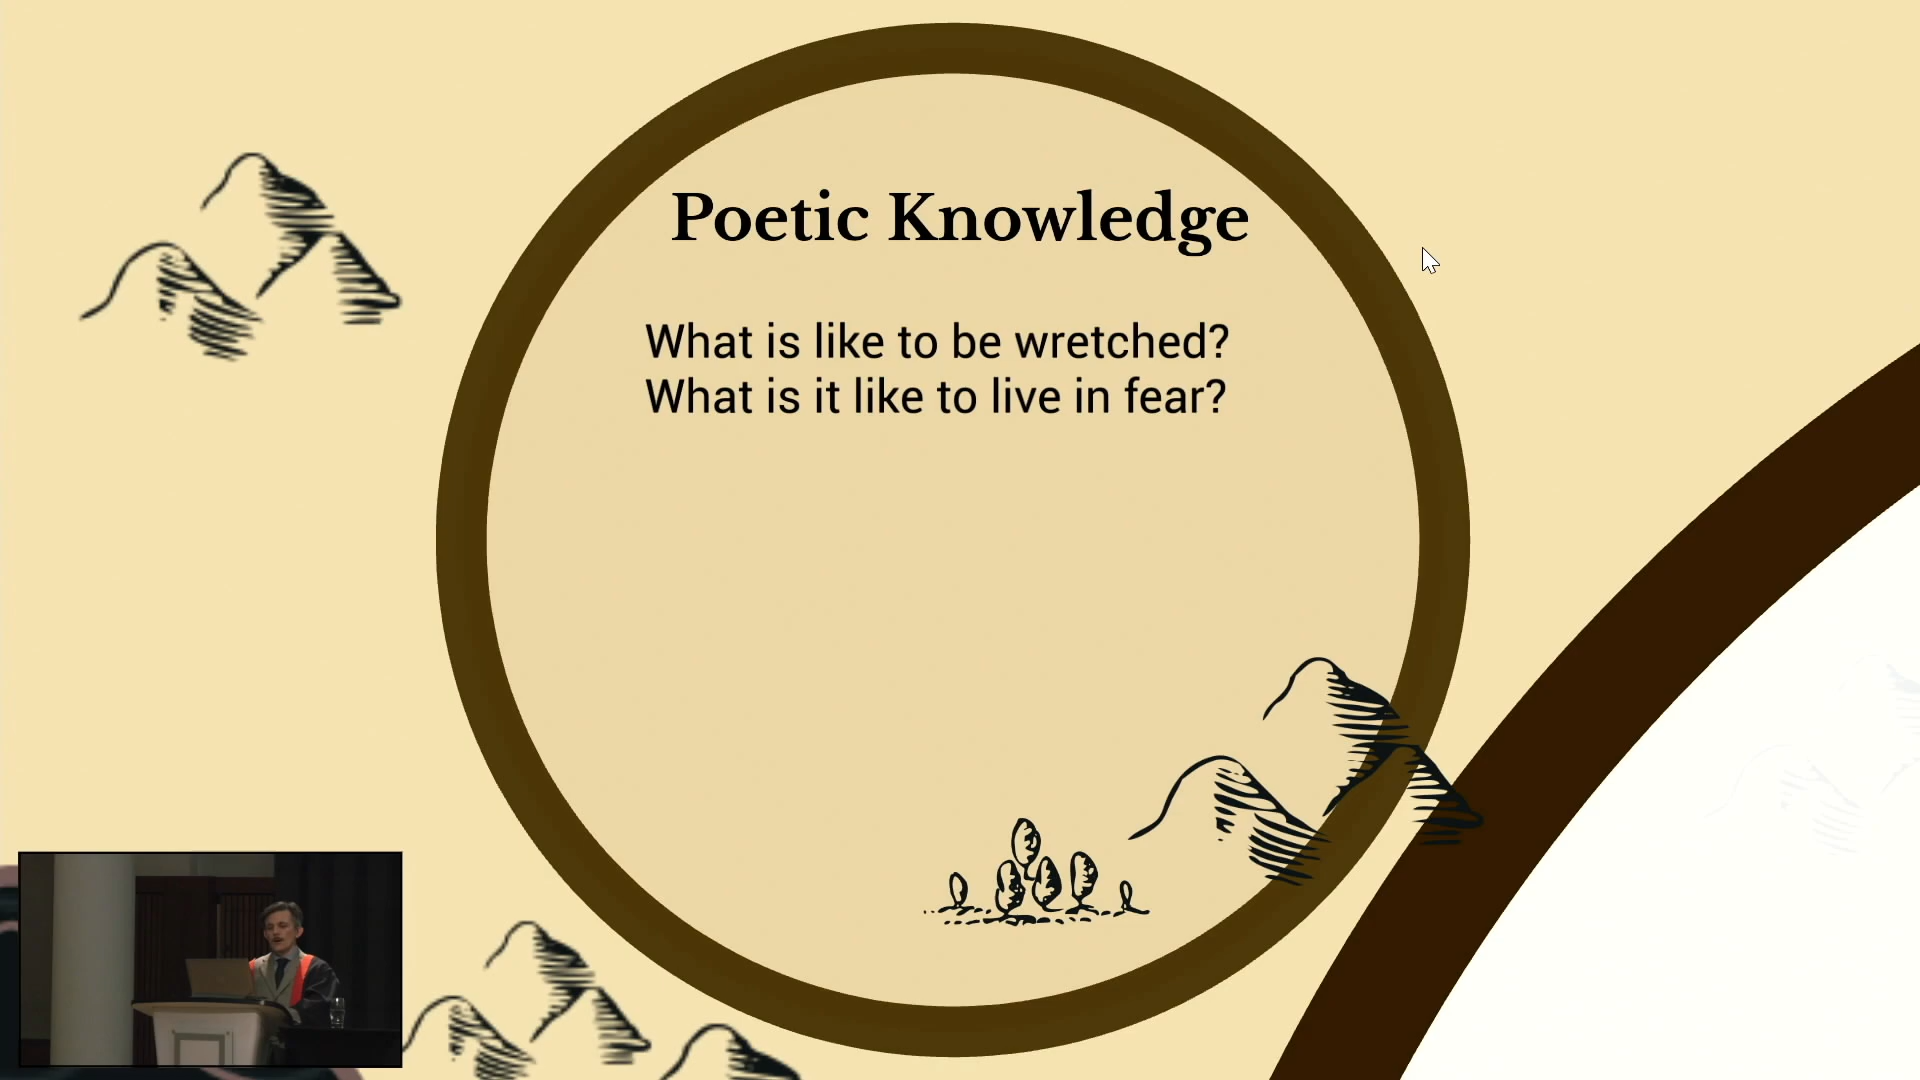 Poetic Knowledge
What is like to be wretched?
What is it like to live in fear?